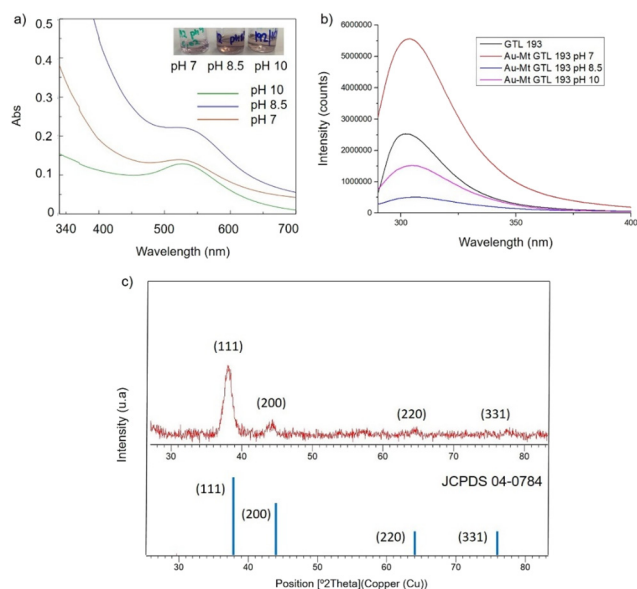 a)
0.5
0.4
0.3
0.2
0.1
0
Abs
pH 7 pH 8.5 pH 10
pH 10
pH 8.5
pH 7
340 400 500 600 700
Wavelength (nm)
b)
6000000
5000000
4000000
3000000
2000000
1000000
0
Intensity (counts)
GTL 193
Au-Mt GTL 193 pH 7
Au-Mt GTL 193 pH 8.5
Au-Mt GTL 193 pH 10
300 350 400
Wavelength (nm)
c)
Intensity (u.a)
(111)
(200)
(220)
(331)
30 40 50 60 70 80
JCPDS 04-0784
(111)
(200)
(220)
(331)
30 40 50 60 70 80
Position [°2Theta](Copper (Cu))